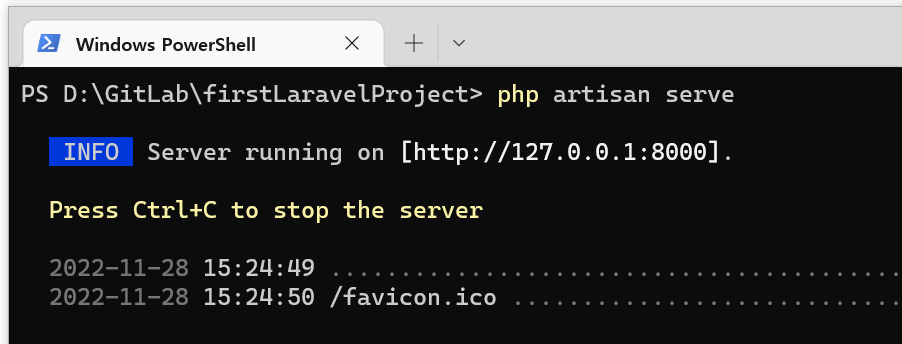 Windows PowerShell
PS D:\GitLab\firstLaravelProject> php artisan serve
INFO Server running on [http://127.0.0.1:8000].
Press Ctrl+C to stop the server
2022-11-28 15:24:49 .........................................
2022-11-28 15:24:50 /favicon.ico ............................